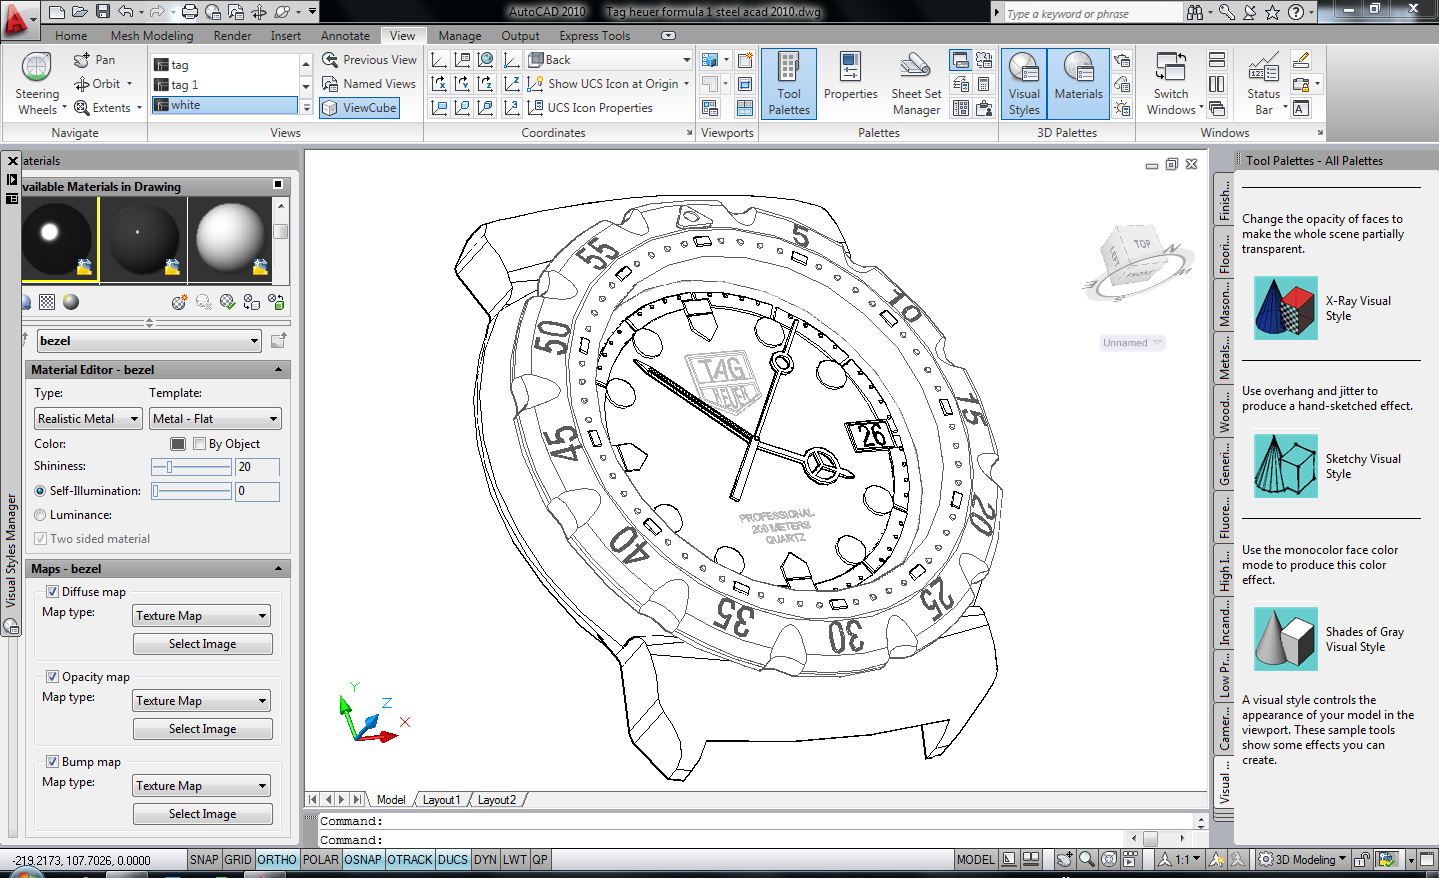 AutoCAD 2010 Tag heuer formula 1 steel acad 2010.dwg
Type a keyword or phrase
Home Mesh Modeling Render Insert Annotate View Manage Output Express Tools
Steering Wheels
Pan
Orbit
Extents
Navigate
tag
tag 1
white
Previous View
Named Views
ViewCube
Views
Back
Show UCS Icon at Origin
UCS Icon Properties
Coordinates
Viewports
Tool Palettes
Properties
Sheet Set Manager
Palettes
Visual Styles
Materials
3D Palettes
Switch Windows
Status Bar
Windows
aterials
vailable Materials in Drawing
bezel
Material Editor - bezel
Type: Template:
Realistic Metal Metal - Flat
Color: By Object
Shininess: 20
Self-Illumination: 0
Luminance:
Two sided material
Maps - bezel
Diffuse map
Map type: Texture Map
Select Image
Opacity map
Map type: Texture Map
Select Image
Bump map
Map type: Texture Map
Select Image
Visual Styles Manager
5
10
15
20
25
30
35
40
45
50
55
TAG
HEUER
26
PROFESSIONAL
200 METERS
QUARTZ
TOP
LEFT
FRONT
Unnamed
Y
Z
X
Model Layout1 Layout2
Command:
Command:
Finish...
Floori...
Mason...
Metals...
Wood...
Generi...
Fluore...
High I...
Incand...
Low Pr...
Camer...
Visual ...
Tool Palettes - All Palettes
Change the opacity of faces to
make the whole scene partially
transparent.
X-Ray Visual
Style
Use overhang and jitter to
produce a hand-sketched effect.
Sketchy Visual
Style
Use the monocolor face color
mode to produce this color
effect.
Shades of Gray
Visual Style
A visual style controls the
appearance of your model in the
viewport. These sample tools
show some effects you can
create.
-219.2173, 107.7026, 0.0000 SNAP GRID ORTHO POLAR OSNAP OTRACK DUCS DYN LWT QP MODEL 1:1 3D Modeling